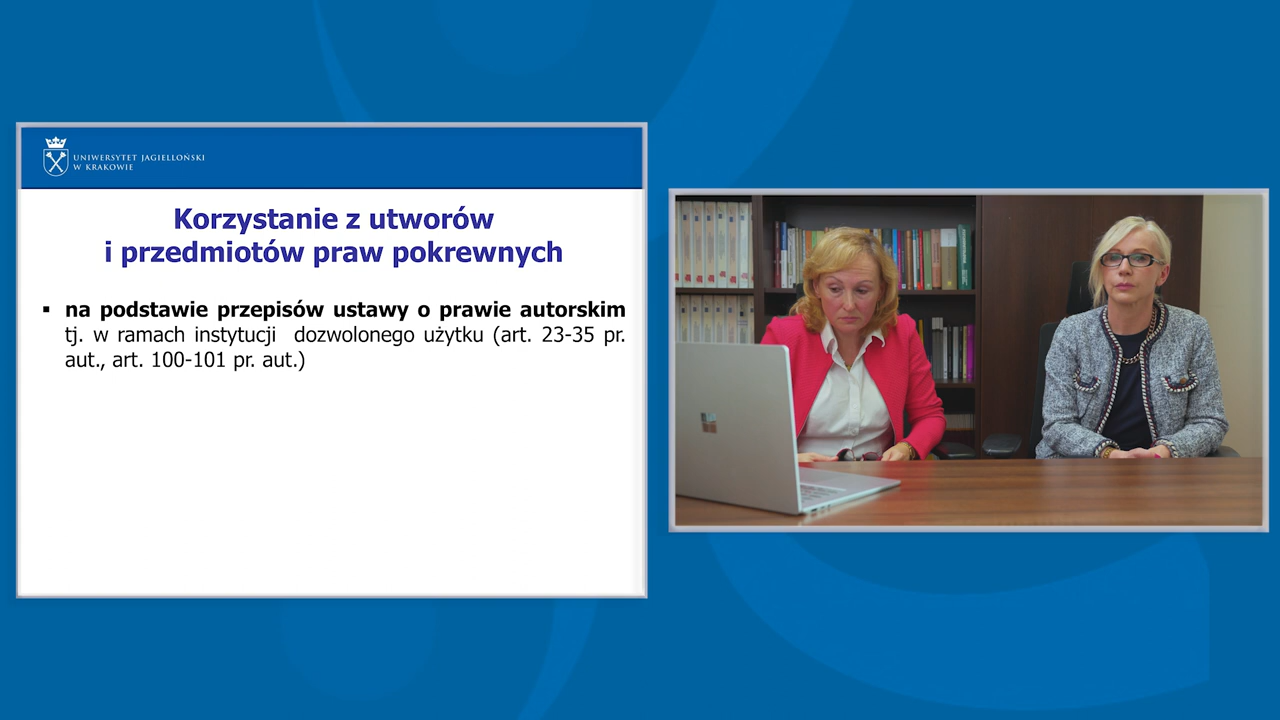 UNIWERSYTET JAGIELLOŃSKI
W KRAKOWIE
Korzystanie z utworów
i przedmiotów praw pokrewnych
▪ na podstawie przepisów ustawy o prawie autorskim
tj. w ramach instytucji dozwolonego użytku (art. 23-35 pr.
aut., art. 100-101 pr. aut.)